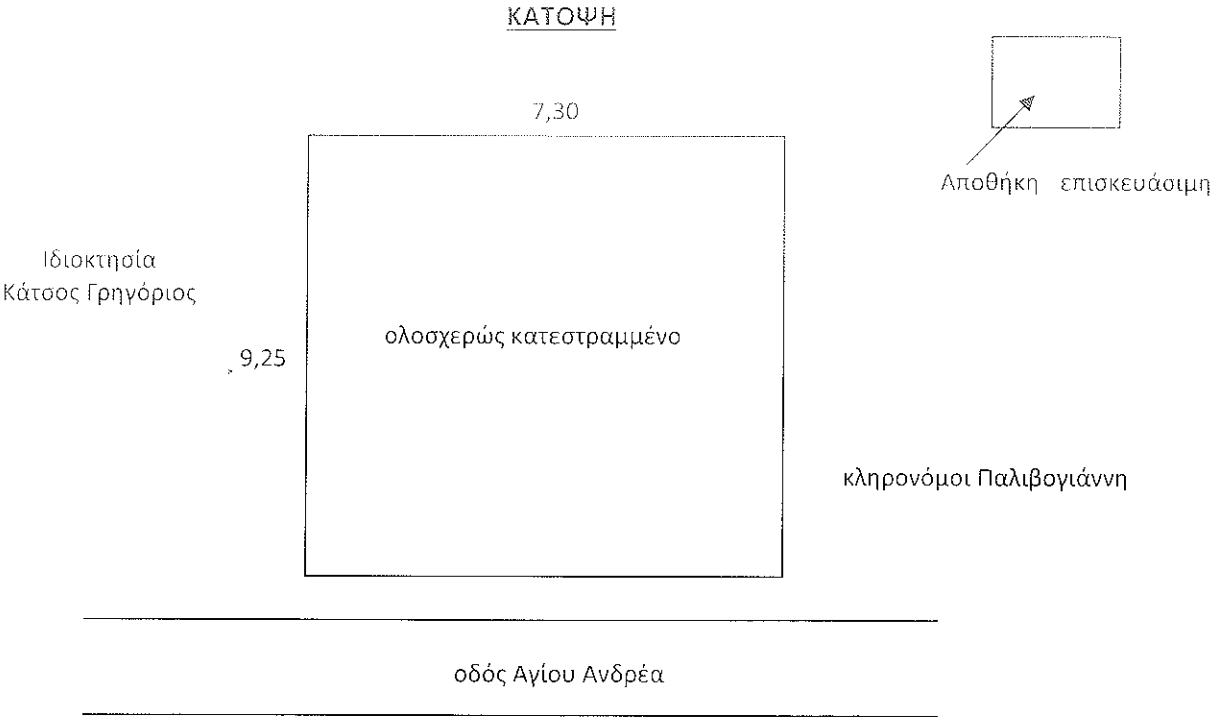 ΚΑΤΟΨΗ
7,30
Αποθήκη επισκευάσιμη
Ιδιοκτησία
Κάτσος Γρηγόριος
ολοσχερώς κατεστραμμένο
9,25
κληρονόμοι Παλιβογιάννη
οδός Αγίου Ανδρέα